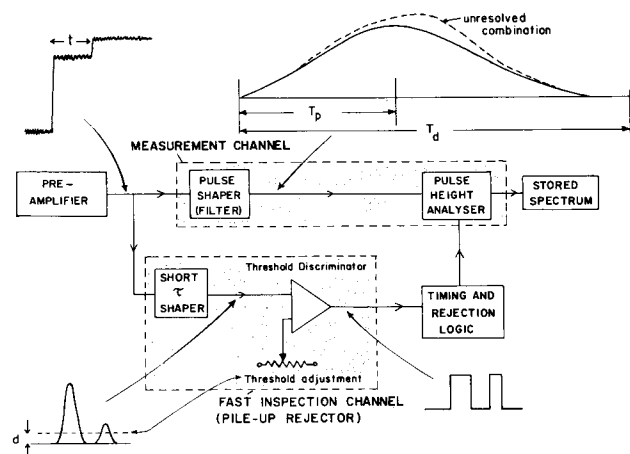 t
unresolved
combination
Tp
Td
MEASUREMENT CHANNEL
PRE-
AMPLIFIER
PULSE
SHAPER
(FILTER)
PULSE
HEIGHT
ANALYSER
STORED
SPECTRUM
SHORT
τ
SHAPER
Threshold Discriminator
TIMING AND
REJECTION
LOGIC
Threshold adjustment
FAST INSPECTION CHANNEL
(PILE-UP REJECTOR)
d